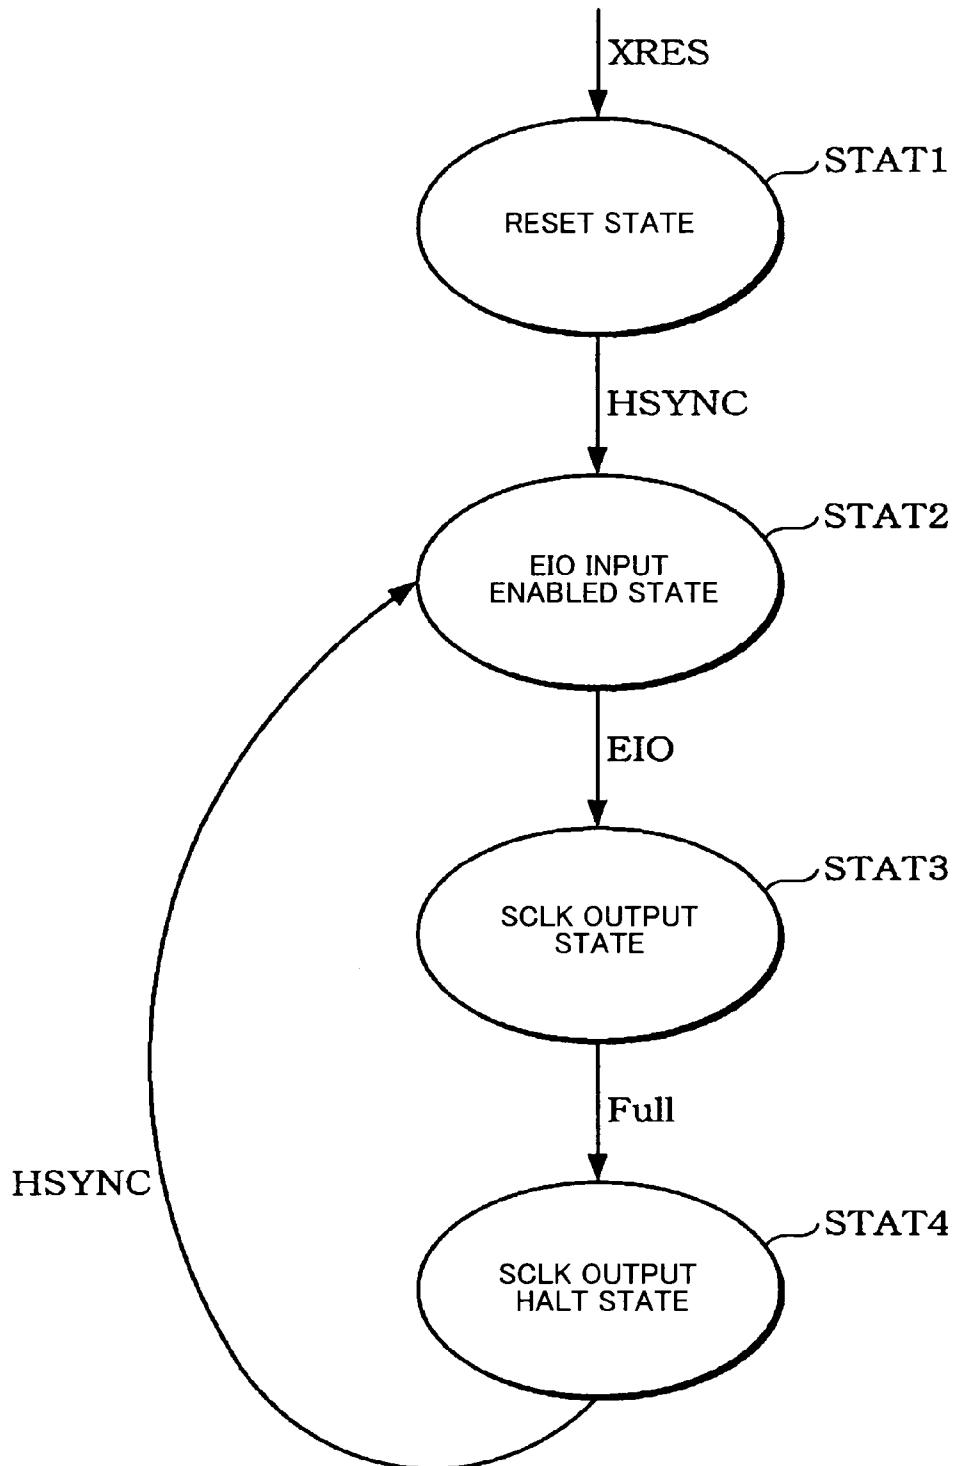 XRES
STAT1
RESET STATE
HSYNC
STAT2
EIO INPUT
ENABLED STATE
EIO
STAT3
SCLK OUTPUT
STATE
Full
HSYNC
STAT4
SCLK OUTPUT
HALT STATE